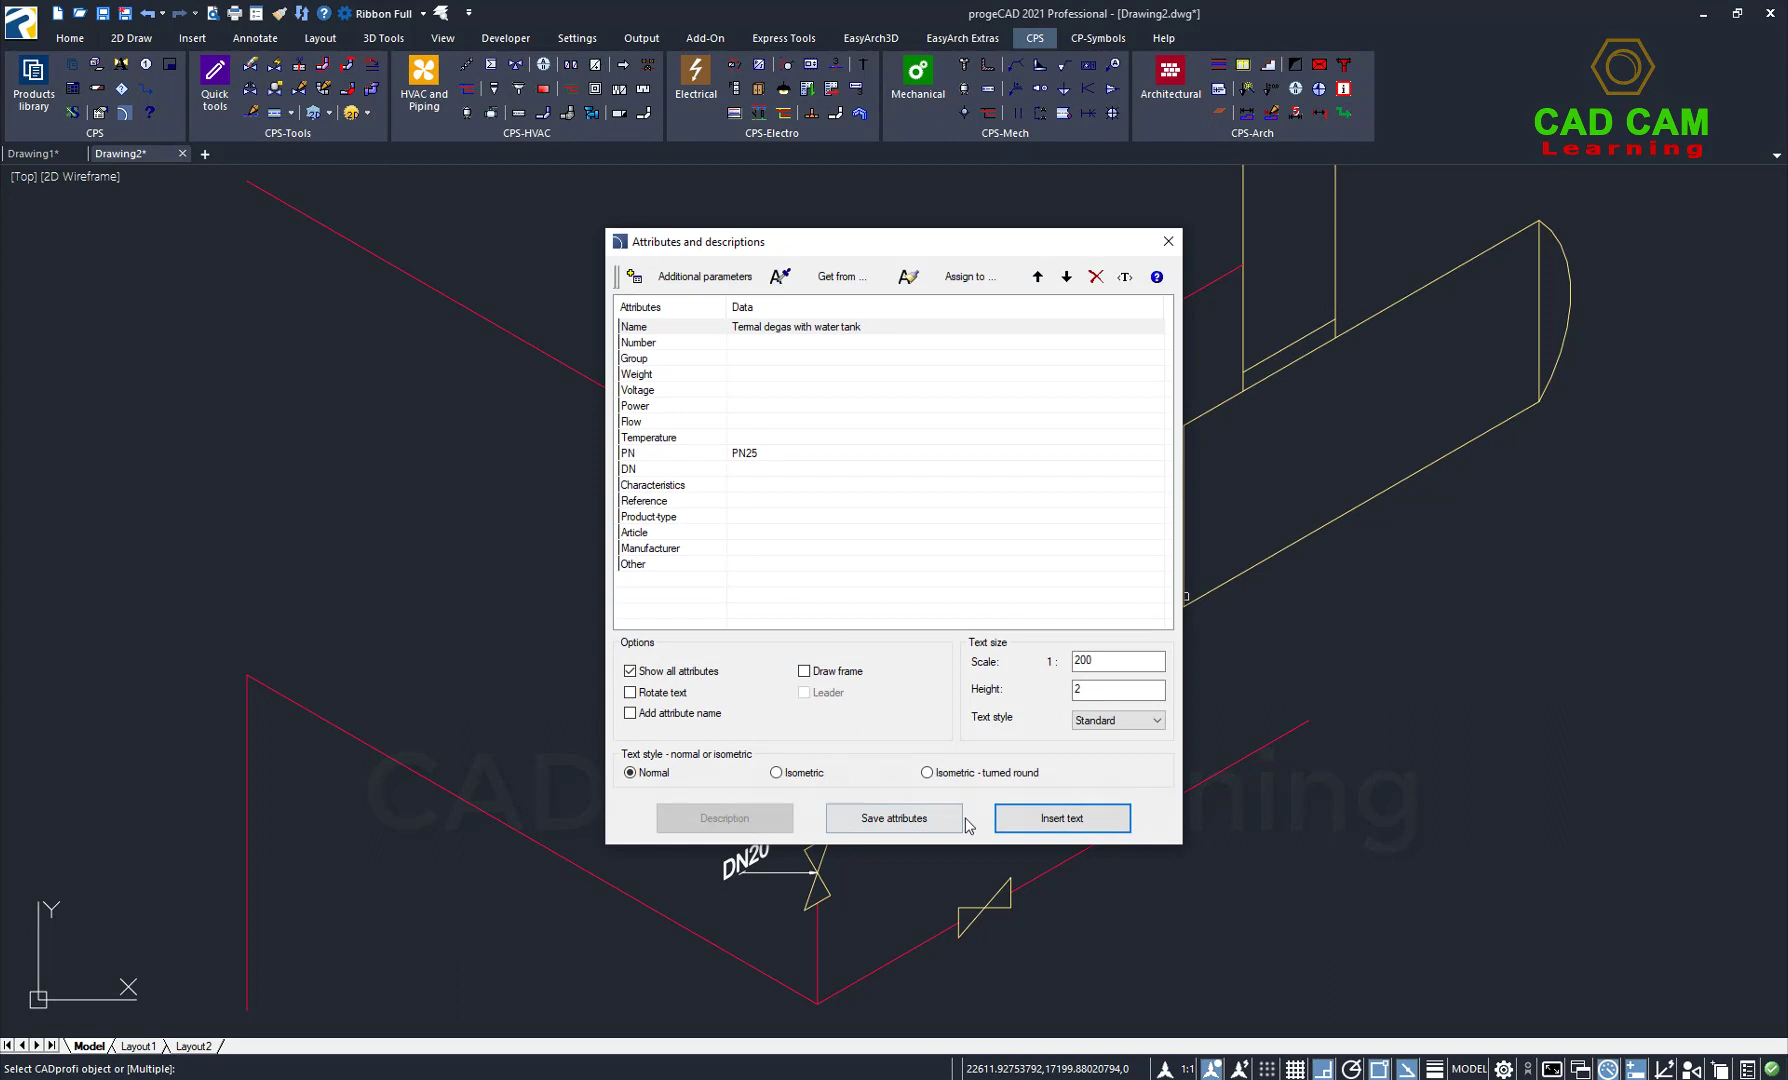 Ribbon Full
progeCAD 2021 Professional - [Drawing2.dwg*]
Home 2D Draw Insert Annotate Layout 3D Tools View Developer Settings Output Add-On Express Tools EasyArch3D EasyArch Extras CPS CP-Symbols Help
Products library
Quick tools
HVAC and Piping
Electrical
Mechanical
Architectural
CPS CPS-Tools CPS-HVAC CPS-Electro CPS-Mech CPS-Arch
CAD CAM
Learning
Drawing1* Drawing2*
[Top] [2D Wireframe]
Attributes and descriptions
Additional parameters Get from ... Assign to ...
Attributes Data
Name Termal degas with water tank
Number
Group
Weight
Voltage
Power
Flow
Temperature
PN PN25
DN
Characteristics
Reference
Product-type
Article
Manufacturer
Other
Options Text size
Scale: 1 : 200
Show all attributes Draw frame
Height: 2
Rotate text Leader
Add attribute name
Text style Standard
Text style - normal or isometric
Normal Isometric Isometric - turned round
Description Save attributes Insert text
DN20
Y
X
Model Layout1 Layout2
Select CADprofi object or [Multiple]:
22611.92753792,17199.88020794,0 1:1 MODEL